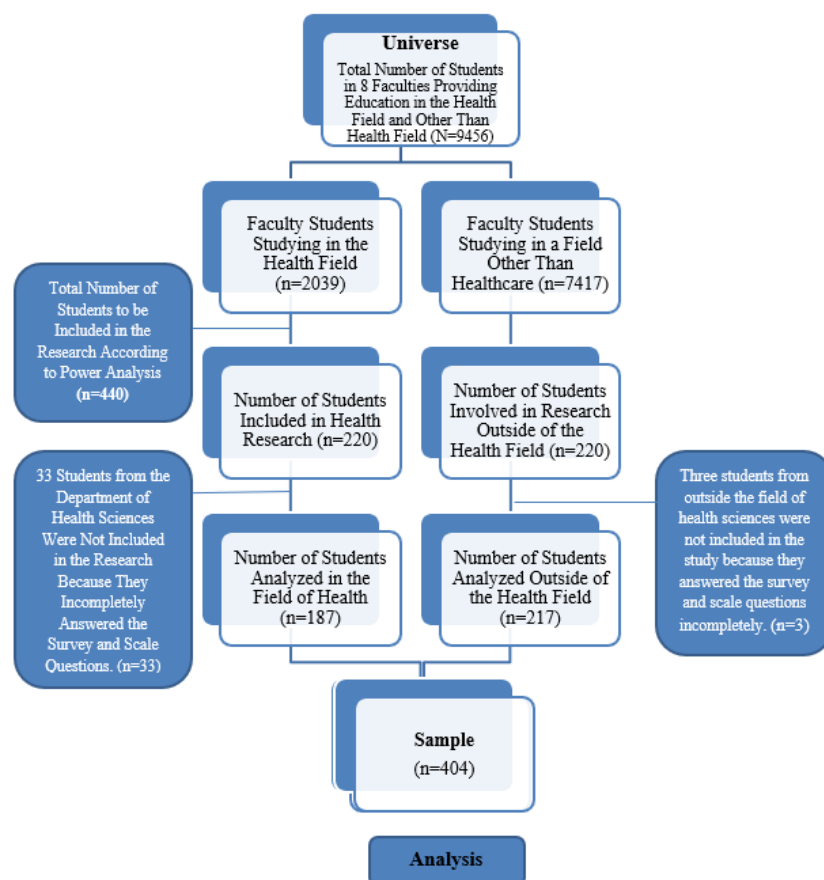 Universe
Total Number of Students
in 8 Faculties Providing
Education in the Health
Field and Other Than
Health Field (N=9456)
Faculty Students
Studying in the
Health Field
(n=2039)
Faculty Students
Studying in a Field
Other Than
Healthcare (n=7417)
Total Number of
Students to be
Included in the
Research According
to Power Analysis
(n=440)
Number of Students
Included in Health
Research (n=220)
Number of Students
Involved in Research
Outside of the
Health Field (n=220)
33 Students from the
Department of
Health Sciences
Were Not Included
in the Research
Because They
Incompletely
Answered the
Survey and Scale
Questions. (n=33)
Three students from
outside the field of
health sciences were
not included in the
study because they
answered the survey
and scale questions
incompletely. (n=3)
Number of Students
Analyzed in the
Field of Health
(n=187)
Number of Students
Analyzed Outside of
the Health Field
(n=217)
Sample
(n=404)
Analysis